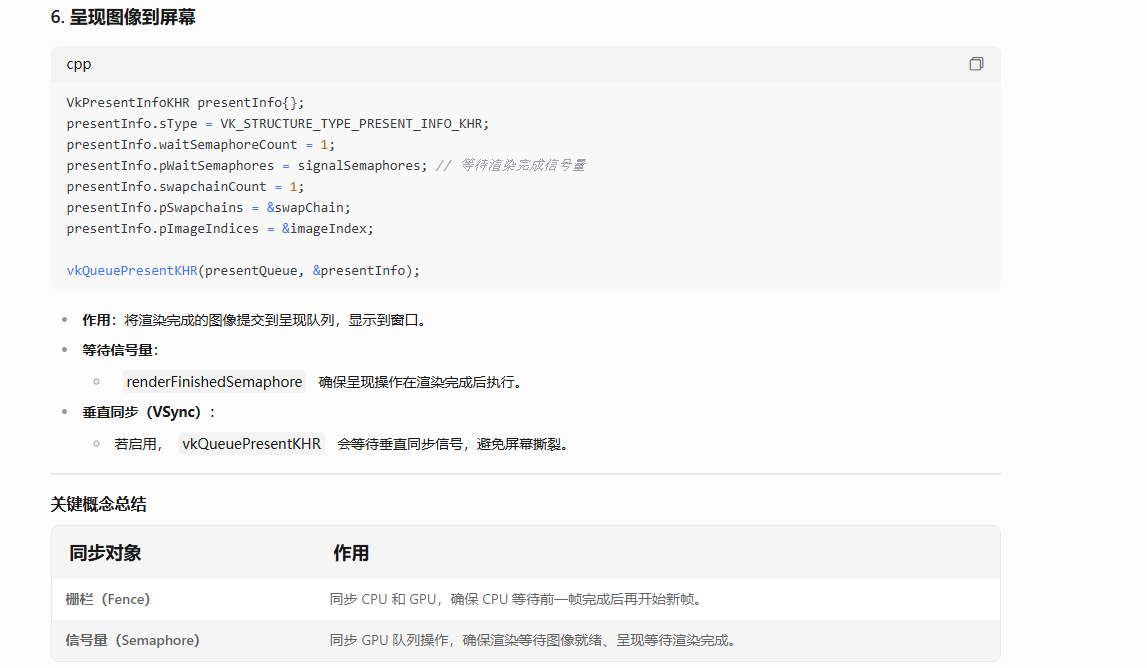 6. 呈现图像到屏幕
cpp
VkPresentInfoKHR presentInfo{};
presentInfo.sType = VK_STRUCTURE_TYPE_PRESENT_INFO_KHR;
presentInfo.waitSemaphoreCount = 1;
presentInfo.pWaitSemaphores = signalSemaphores; // 等待渲染完成信号量
presentInfo.swapchainCount = 1;
presentInfo.pSwapchains = &swapChain;
presentInfo.pImageIndices = &imageIndex;
vkQueuePresentKHR(presentQueue, &presentInfo);
作用：将渲染完成的图像提交到呈现队列，显示到窗口。
等待信号量：
renderFinishedSemaphore 确保呈现操作在渲染完成后执行。
垂直同步（VSync）：
若启用， vkQueuePresentKHR 会等待垂直同步信号，避免屏幕撕裂。
关键概念总结
同步对象 作用
栅栏（Fence） 同步 CPU 和 GPU，确保 CPU 等待前一帧完成后再开始新帧。
信号量（Semaphore） 同步 GPU 队列操作，确保渲染等待图像就绪、呈现等待渲染完成。